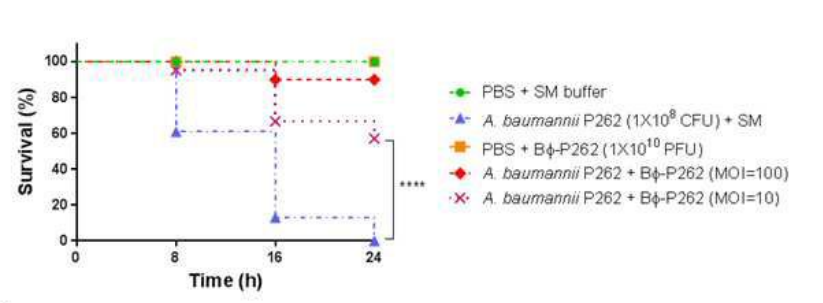 100
80
60
40
20
0
Survival (%)
0 8 16 24
Time (h)
****
PBS + SM buffer
A. baumannii P262 (1X10⁸ CFU) + SM
PBS + Bϕ-P262 (1X10¹⁰ PFU)
A. baumannii P262 + Bϕ-P262 (MOI=100)
A. baumannii P262 + Bϕ-P262 (MOI=10)